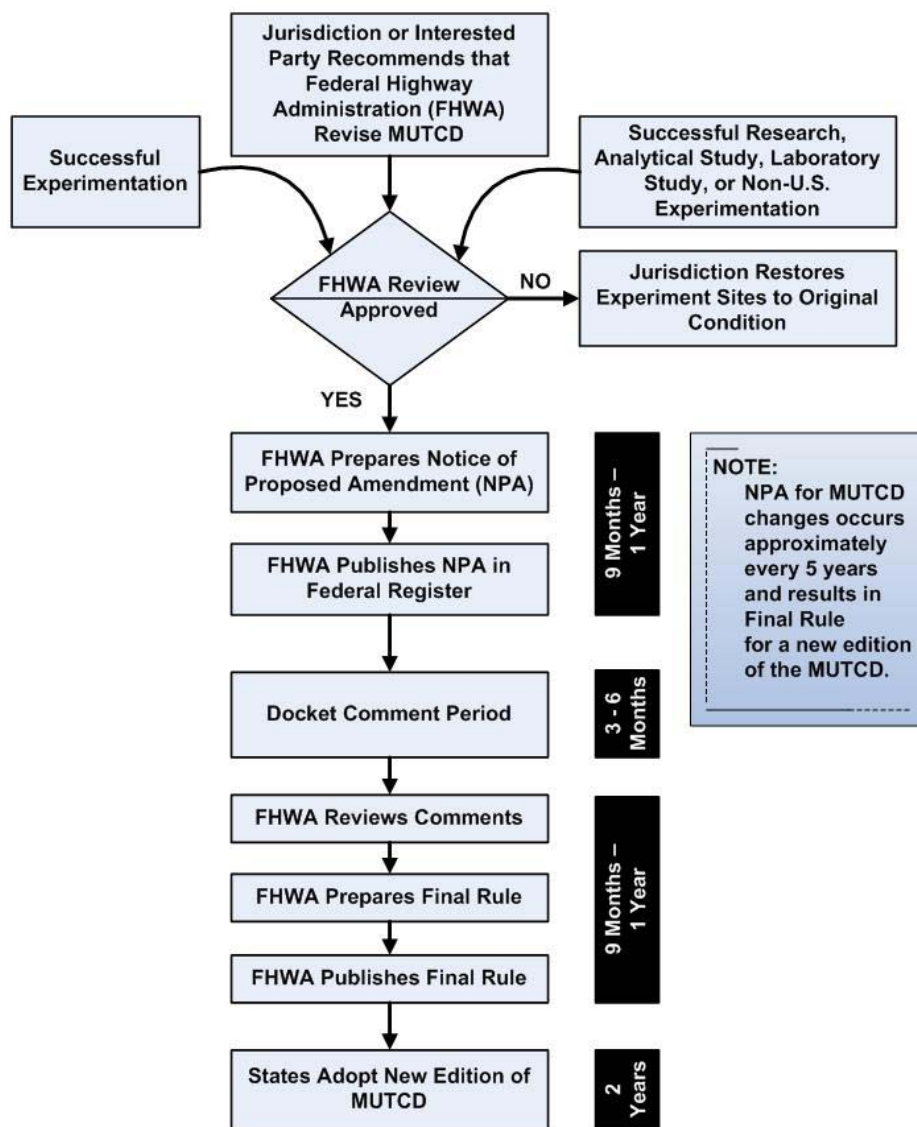 Jurisdiction or Interested
Party Recommends that
Federal Highway
Administration (FHWA)
Revise MUTCD
Successful
Experimentation
Successful Research,
Analytical Study, Laboratory
Study, or Non-U.S.
Experimentation
FHWA Review
Approved
NO
Jurisdiction Restores
Experiment Sites to Original
Condition
YES
FHWA Prepares Notice of
Proposed Amendment (NPA)
9 Months –
1 Year
NOTE:
NPA for MUTCD
changes occurs
approximately
every 5 years
and results in
Final Rule
for a new edition
of the MUTCD.
FHWA Publishes NPA in
Federal Register
Docket Comment Period
3 - 6
Months
FHWA Reviews Comments
9 Months –
1 Year
FHWA Prepares Final Rule
FHWA Publishes Final Rule
States Adopt New Edition of
MUTCD
2
Years